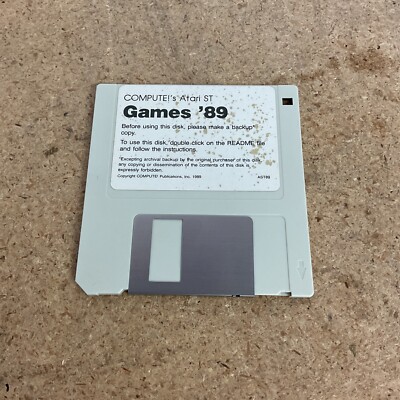 COMPUTE!'s Atari ST
Games '89
Before using this disk, please make a backup*
copy.
To use this disk, double-click on the README file
and follow the instructions.
*Excepting archival backup by the original purchaser of this disk,
any copying or dissemination of the contents of this disk is
expressly forbidden.
Copyright COMPUTE! Publications, Inc. 1989